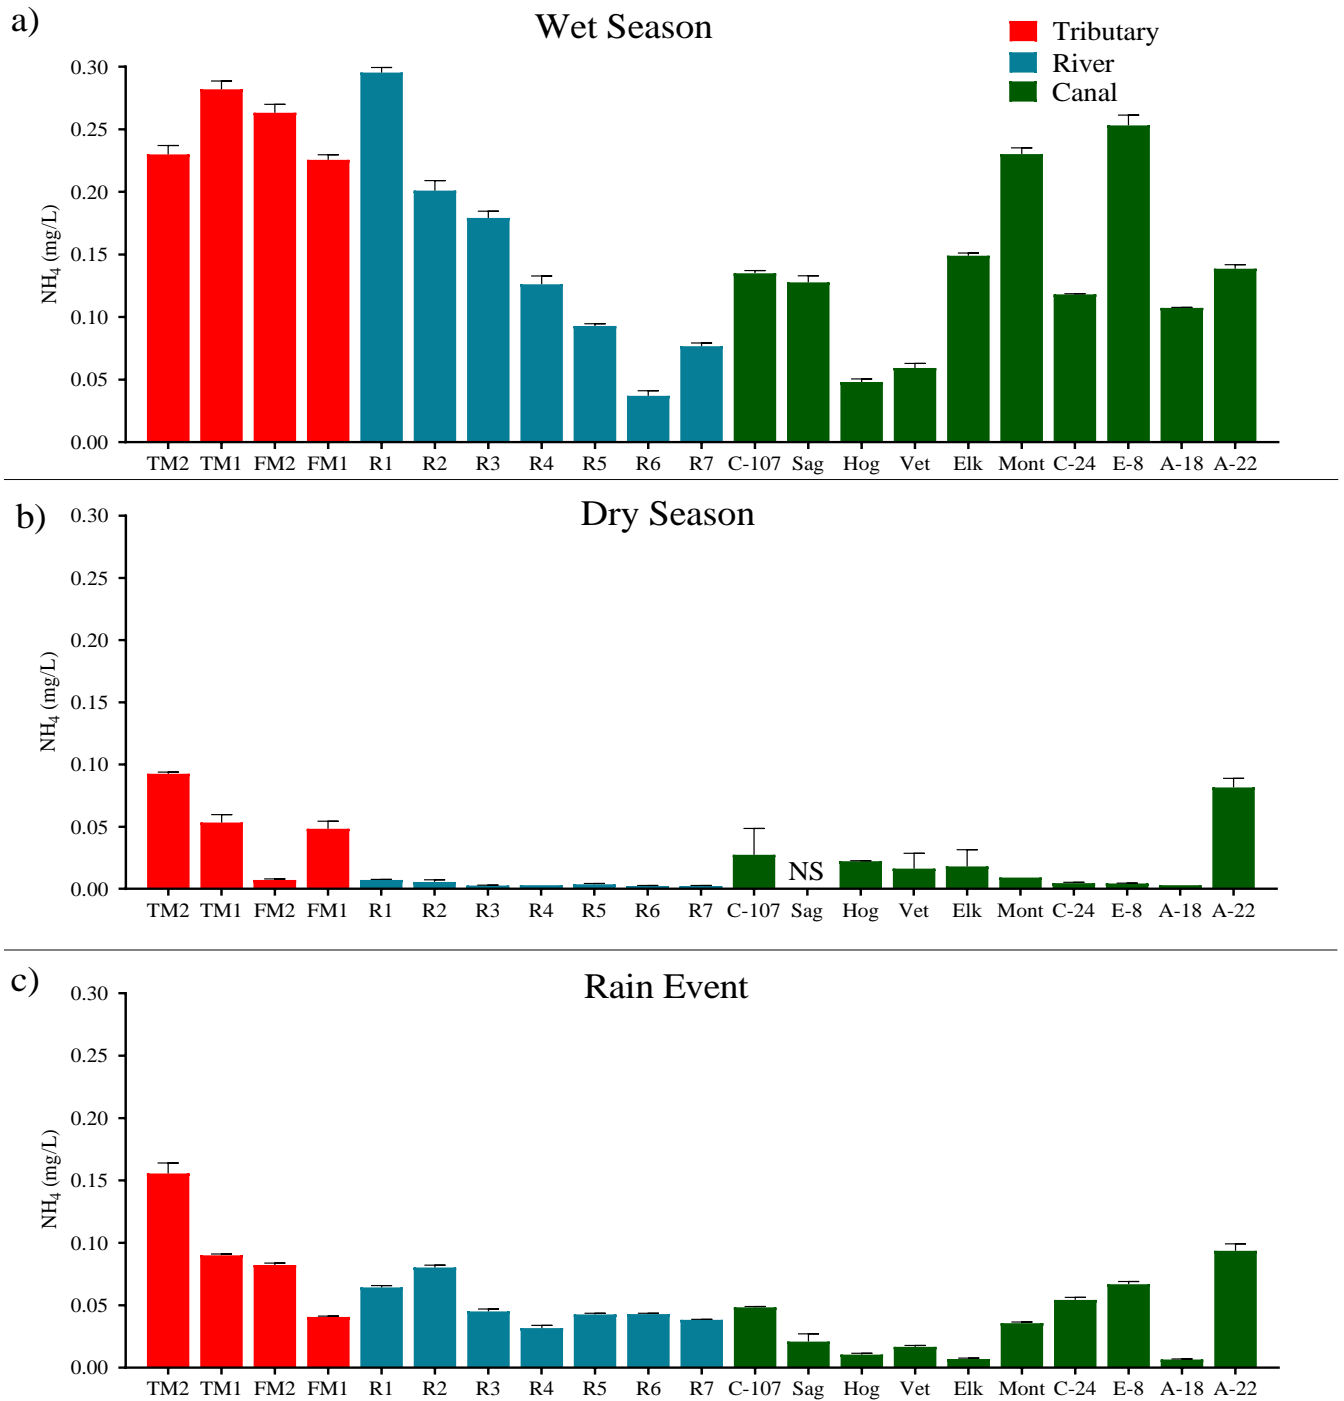 a)
Wet Season
Tributary
River
Canal
0.30
0.25
0.20
0.15
0.10
0.05
0.00
NH4 (mg/L)
TM2 TM1 FM2 FM1 R1 R2 R3 R4 R5 R6 R7 C-107 Sag Hog Vet Elk Mont C-24 E-8 A-18 A-22
b)
Dry Season
0.30
0.25
0.20
0.15
0.10
0.05
0.00
NH4 (mg/L)
NS
TM2 TM1 FM2 FM1 R1 R2 R3 R4 R5 R6 R7 C-107 Sag Hog Vet Elk Mont C-24 E-8 A-18 A-22
c)
Rain Event
0.30
0.25
0.20
0.15
0.10
0.05
0.00
NH4 (mg/L)
TM2 TM1 FM2 FM1 R1 R2 R3 R4 R5 R6 R7 C-107 Sag Hog Vet Elk Mont C-24 E-8 A-18 A-22